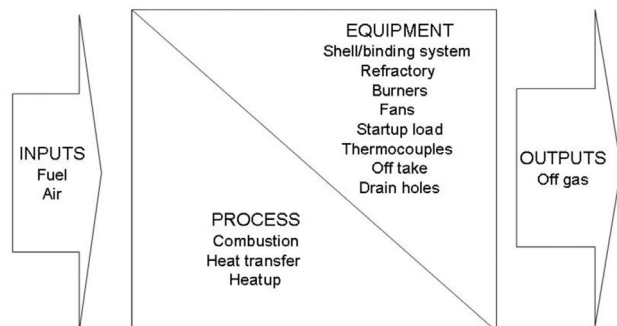 INPUTS
Fuel
Air
EQUIPMENT
Shell/binding system
Refractory
Burners
Fans
Startup load
Thermocouples
Off take
Drain holes
PROCESS
Combustion
Heat transfer
Heatup
OUTPUTS
Off gas